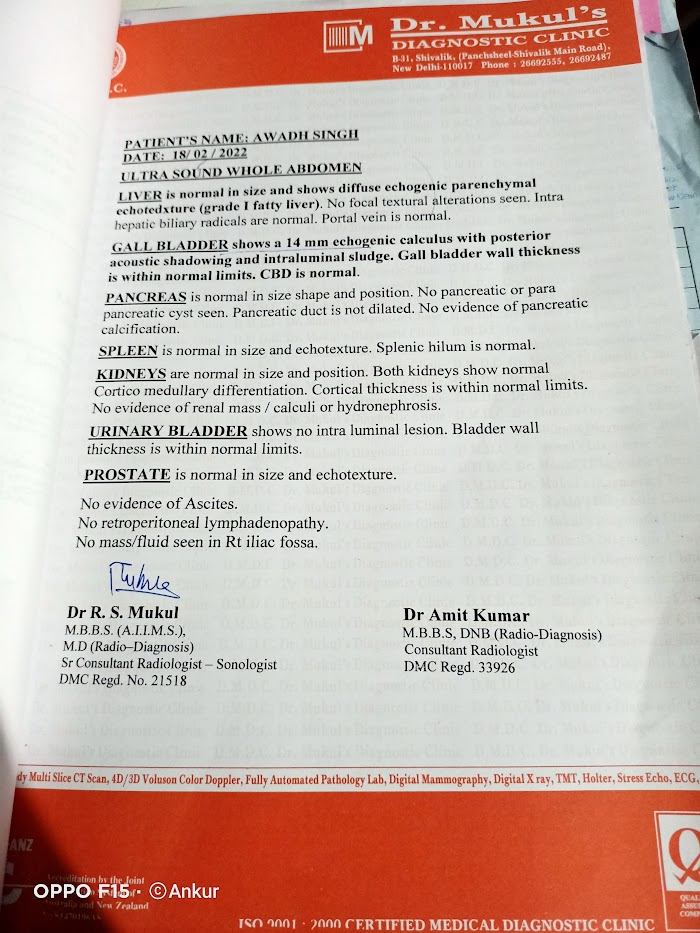 M Dr. Mukul's
DIAGNOSTIC CLINIC
B-31, Shivalik, (Panchsheel-Shivalik Main Road),
New Delhi-110017 Phone : 26692555, 26692487
.C.
PATIENT'S NAME: AWADH SINGH
DATE: 18/ 02 / 2022
ULTRA SOUND WHOLE ABDOMEN
LIVER is normal in size and shows diffuse echogenic parenchymal
echotedxture (grade I fatty liver). No focal textural alterations seen. Intra
hepatic biliary radicals are normal. Portal vein is normal.
GALL BLADDER shows a 14 mm echogenic calculus with posterior
acoustic shadowing and intraluminal sludge. Gall bladder wall thickness
is within normal limits. CBD is normal.
PANCREAS is normal in size shape and position. No pancreatic or para
pancreatic cyst seen. Pancreatic duct is not dilated. No evidence of pancreatic
calcification.
SPLEEN is normal in size and echotexture. Splenic hilum is normal.
KIDNEYS are normal in size and position. Both kidneys show normal
Cortico medullary differentiation. Cortical thickness is within normal limits.
No evidence of renal mass / calculi or hydronephrosis.
URINARY BLADDER shows no intra luminal lesion. Bladder wall
thickness is within normal limits.
PROSTATE is normal in size and echotexture.
No evidence of Ascites.
No retroperitoneal lymphadenopathy.
No mass/fluid seen in Rt iliac fossa.
Dr R. S. Mukul
M.B.B.S. (A.I.I.M.S.),
M.D (Radio–Diagnosis)
Sr Consultant Radiologist – Sonologist
DMC Regd. No. 21518
Dr Amit Kumar
M.B.B.S, DNB (Radio-Diagnosis)
Consultant Radiologist
DMC Regd. 33926
dy Multi Slice CT Scan, 4D/3D Voluson Color Doppler, Fully Automated Pathology Lab, Digital Mammography, Digital X ray, TMT, Holter, Stress Echo, ECG,
ANZ
Accreditation by the Joint
and New Zealand
OPPO F15 · ©Ankur
Q
QUAL
ASSU
COMP
ISO 9001 : 2000 CERTIFIED MEDICAL DIAGNOSTIC CLINIC